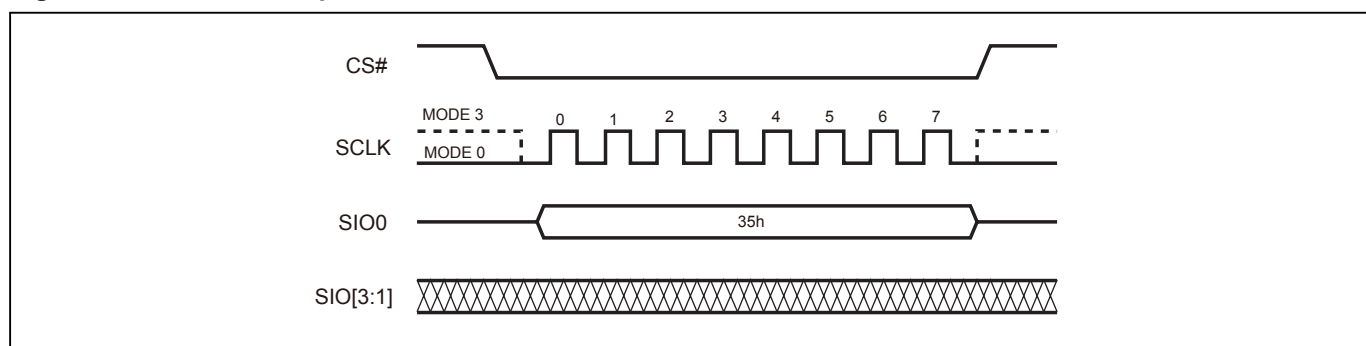 CS#
MODE 3
0 1 2 3 4 5 6 7
SCLK
MODE 0
SIO0
35h
SIO[3:1]